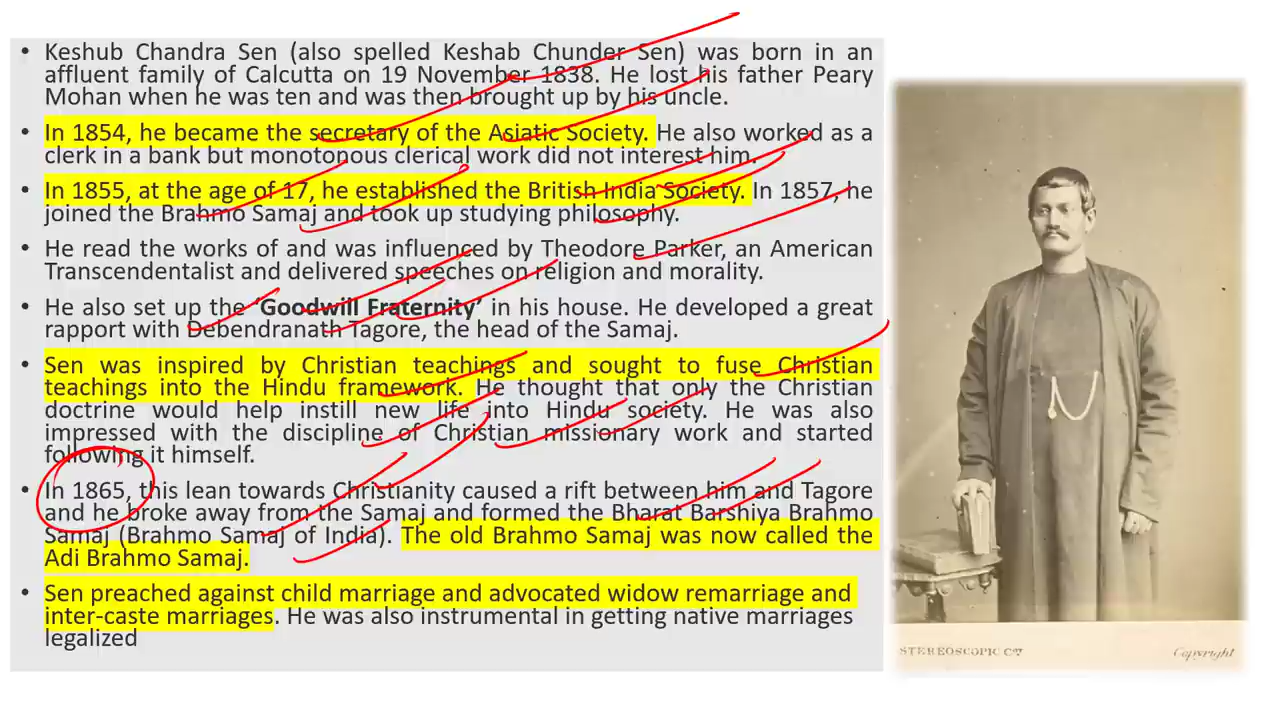 • Keshub Chandra Sen (also spelled Keshab Chunder Sen) was born in an
affluent family of Calcutta on 19 November 1838. He lost his father Peary
Mohan when he was ten and was then brought up by his uncle.
• In 1854, he became the secretary of the Asiatic Society. He also worked as a
clerk in a bank but monotonous clerical work did not interest him.
• In 1855, at the age of 17, he established the British India Society. In 1857, he
joined the Brahmo Samaj and took up studying philosophy.
• He read the works of and was influenced by Theodore Parker, an American
Transcendentalist and delivered speeches on religion and morality.
• He also set up the ‘Goodwill Fraternity’ in his house. He developed a great
rapport with Debendranath Tagore, the head of the Samaj.
• Sen was inspired by Christian teachings and sought to fuse Christian
teachings into the Hindu framework. He thought that only the Christian
doctrine would help instill new life into Hindu society. He was also
impressed with the discipline of Christian missionary work and started
following it himself.
• In 1865, this lean towards Christianity caused a rift between him and Tagore
and he broke away from the Samaj and formed the Bharat Barshiya Brahmo
Samaj (Brahmo Samaj of India). The old Brahmo Samaj was now called the
Adi Brahmo Samaj.
• Sen preached against child marriage and advocated widow remarriage and
inter-caste marriages. He was also instrumental in getting native marriages
legalized
STEREOSCOPIC Cᵒ. Copyright